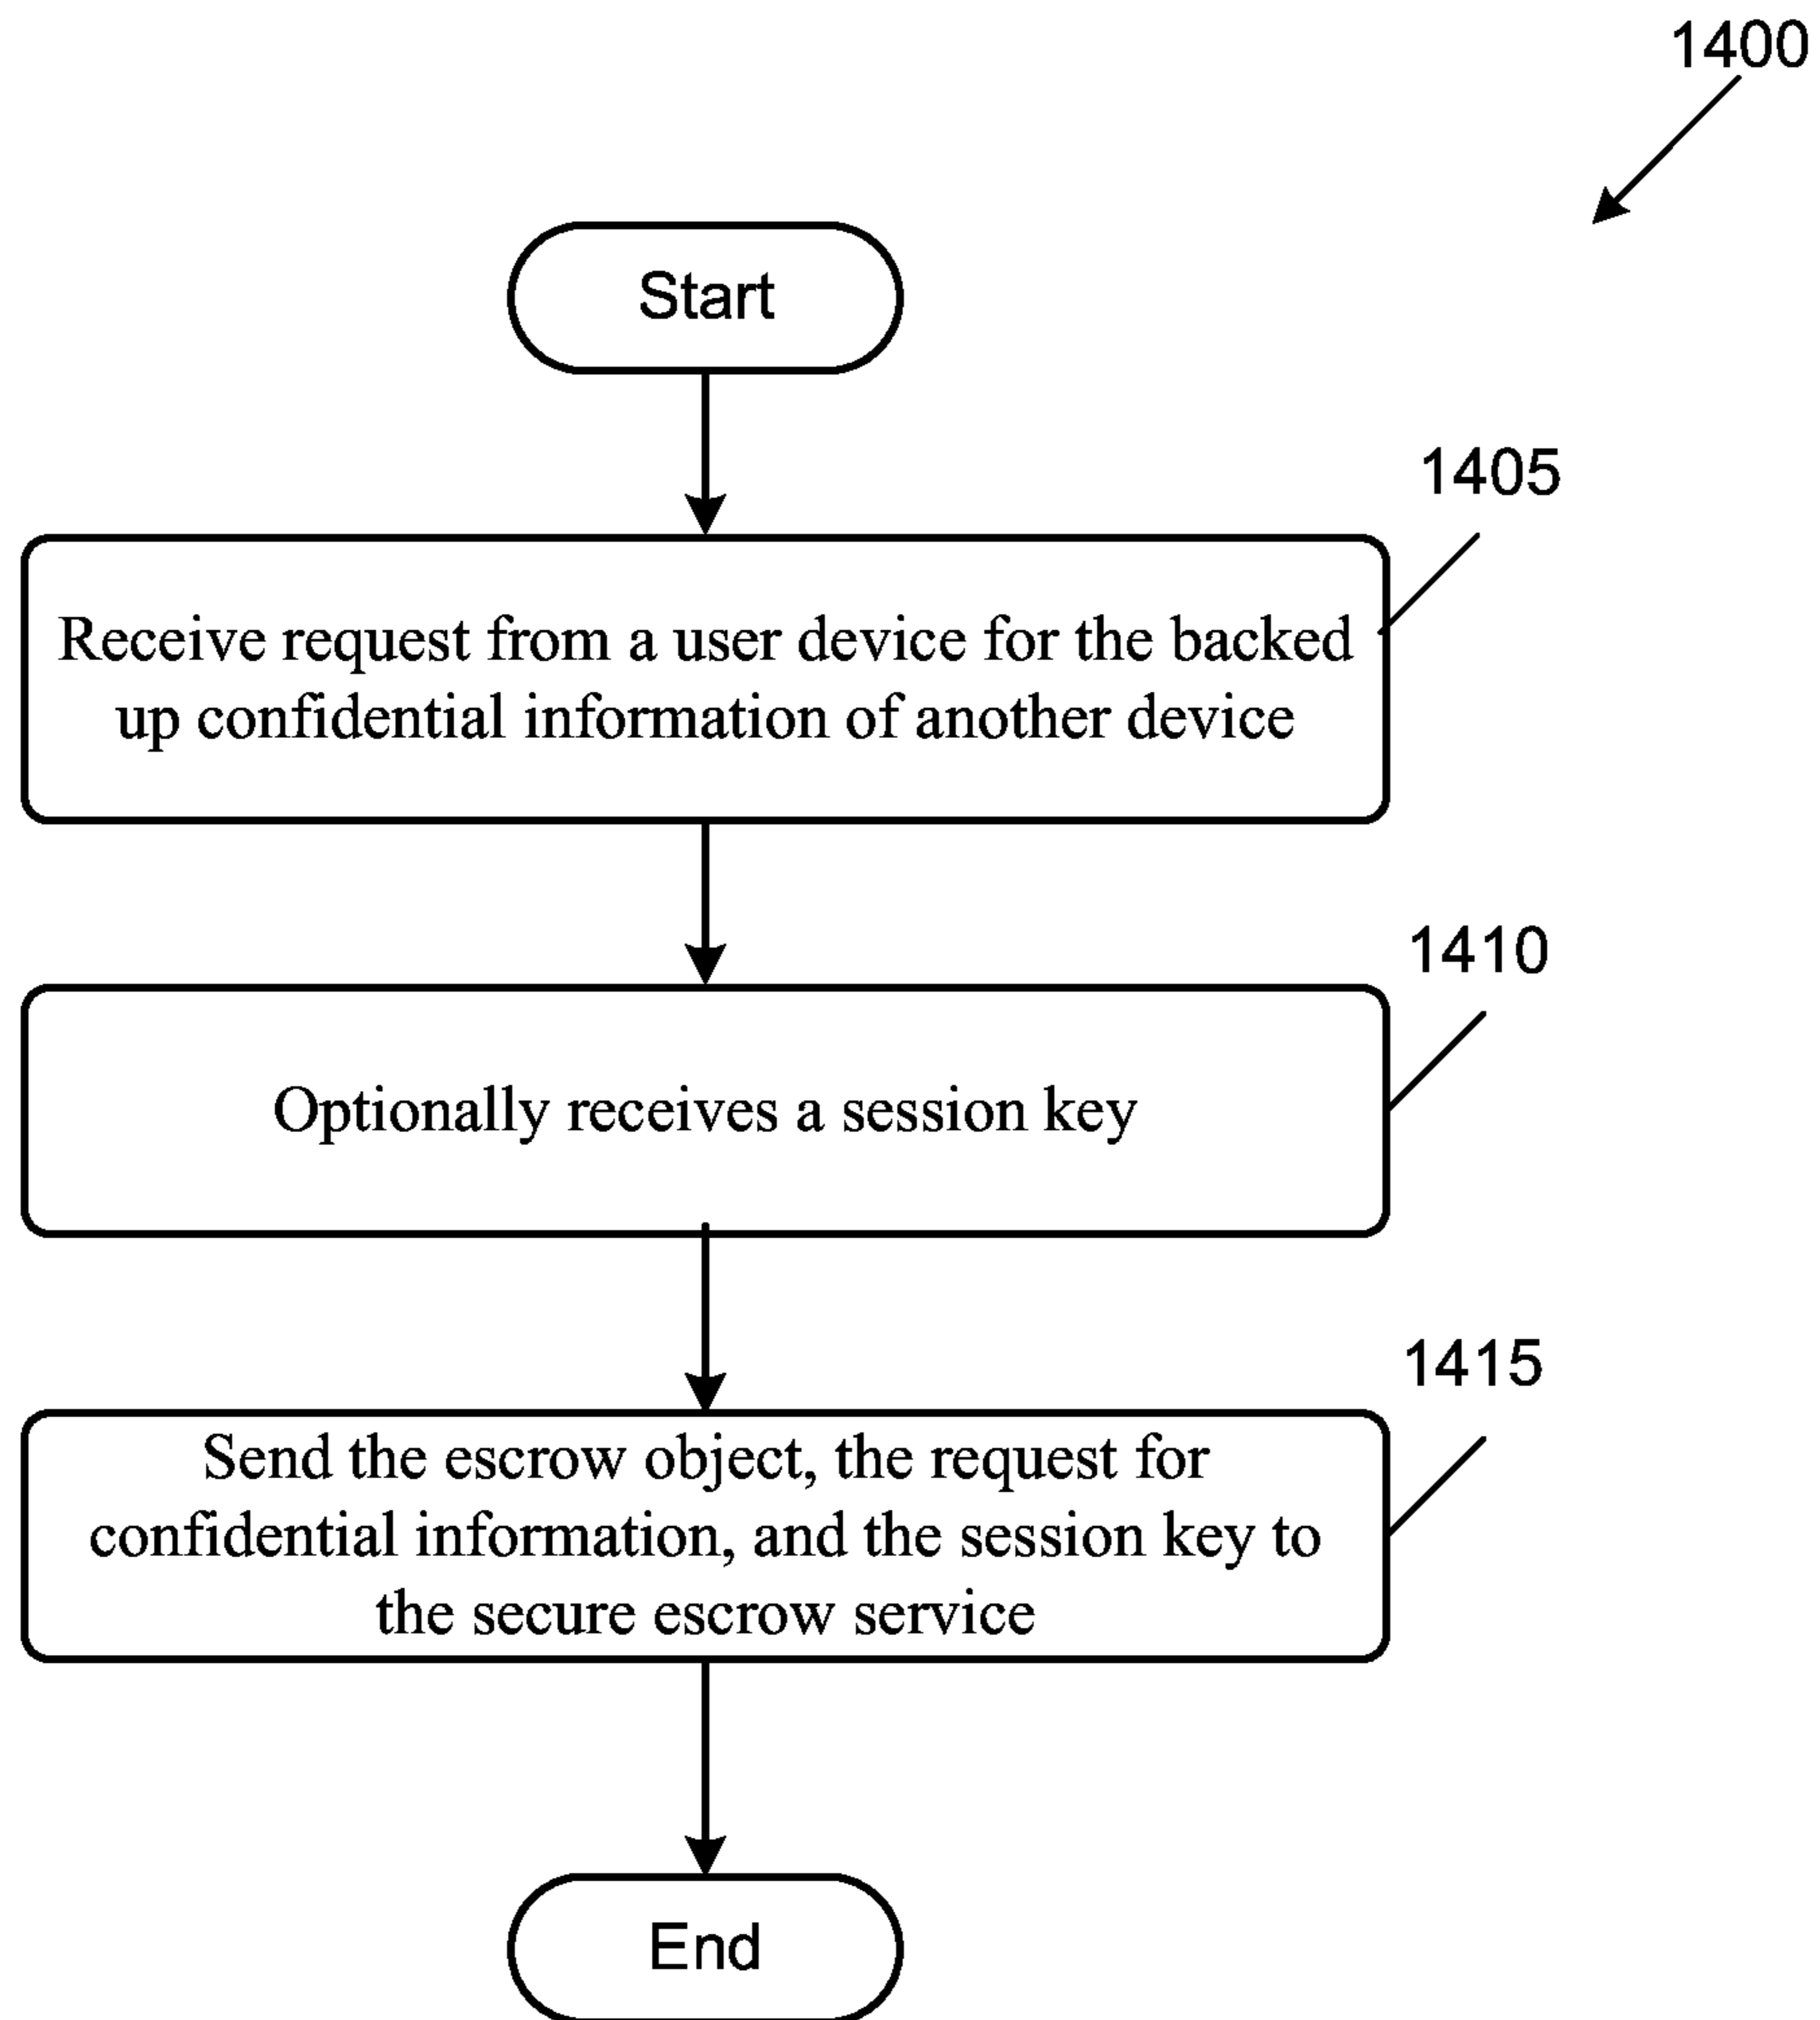 1400
Start
1405
Receive request from a user device for the backed
up confidential information of another device
1410
Optionally receives a session key
1415
Send the escrow object, the request for
confidential information, and the session key to
the secure escrow service
End